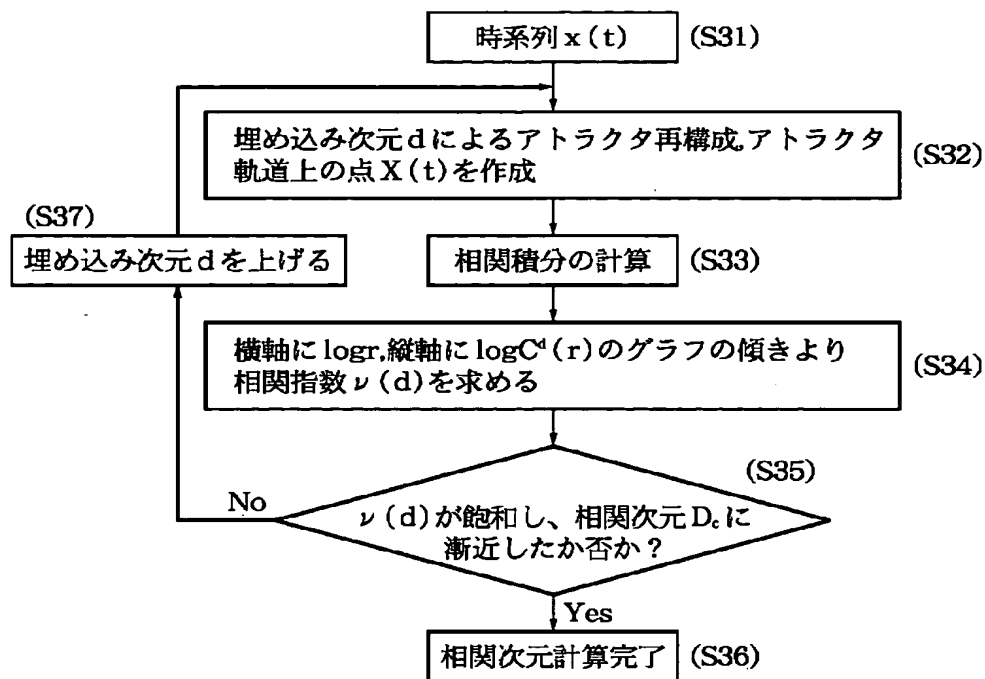 時系列x(t) (S31)
埋め込み次元dによるアトラクタ再構成,アトラクタ
軌道上の点X(t)を作成
(S32)
(S37)
埋め込み次元dを上げる
相関積分の計算 (S33)
横軸にlogr,縦軸にlogCᵈ(r)のグラフの傾きより
相関指数ν(d)を求める
(S34)
(S35)
No
ν(d)が飽和し、相関次元D꜀に
漸近したか否か?
Yes
相関次元計算完了 (S36)